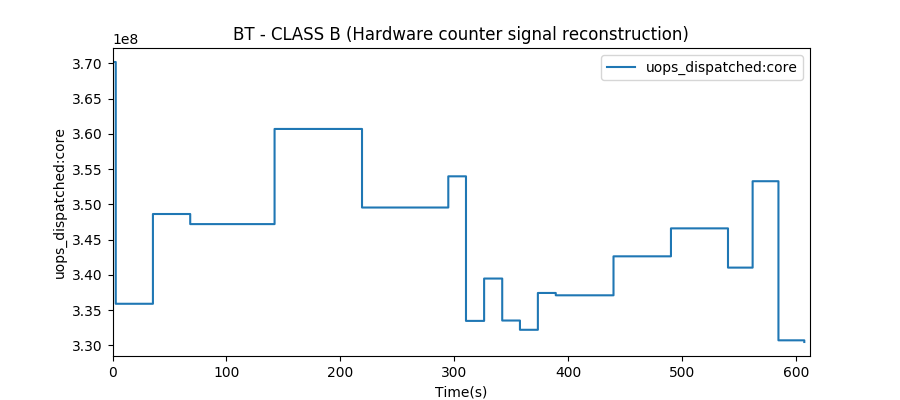 BT - CLASS B (Hardware counter signal reconstruction)
1e8
uops_dispatched:core
3.70
3.65
3.60
3.55
3.50
3.45
3.40
3.35
3.30
uops_dispatched:core
0 100 200 300 400 500 600
Time(s)